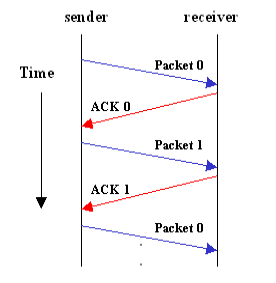 sender receiver
Time
Packet 0
ACK 0
Packet 1
ACK 1
Packet 0